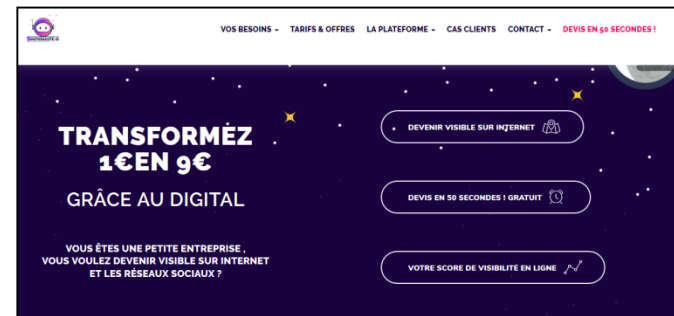 VOS BESOINS
TARIFS & OFFRES
LA PLATEFORME
CAS CLIENTS
CONTACT
DEVIS EN 50 SECONDES !
TRANSFORMEZ
1€EN 9€
GRÂCE AU DIGITAL
VOUS ÊTES UNE PETITE ENTREPRISE ,
VOUS VOULEZ DEVENIR VISIBLE SUR INTERNET
ET LES RÉSEAUX SOCIAUX ?
DEVENIR VISIBLE SUR INTERNET
DEVIS EN 50 SECONDES ! GRATUIT
VOTRE SCORE DE VISIBILITÉ EN LIGNE